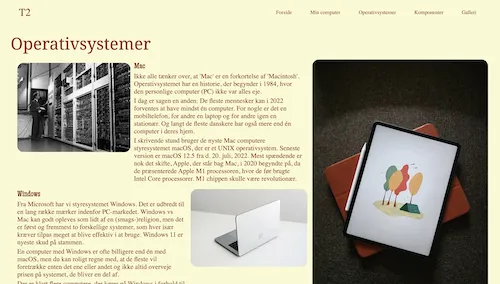 T2
Forside Min computer Operativsystemer Komponenter Galleri
Operativsystemer
Mac
Ikke alle tænker over, at 'Mac' er en forkortelse af 'Macintosh'.
Operativsystemet har en historie, der begynder i 1984, hvor
den personlige computer (PC) ikke var alles eje.
I dag er sagen en anden: De fleste mennesker kan i 2022
forventes at have mindst én computer. For nogle er det en
mobiltelefon, for andre en laptop og for andre igen en
stationær. Og langt de fleste danskere har også mere end én
computer i deres hjem.
I skrivende stund bruger de nyeste Mac computere
styresystemet macOS, der er et UNIX operativsystem. Seneste
version er macOS 12.5 fra d. 20. juli, 2022. Mest spændende er
nok det skifte, Apple, der står bag Mac, i 2020 begyndte på, da
de præsenterede Apple M1 processoren, hvor de før brugte
Intel Core processorer. M1 chippen skulle være revolutionær.
Windows
Fra Microsoft har vi styresystemet Windows. Det er udbredt til
en lang række mærker indenfor PC-markedet. Windows vs
Mac kan godt opleves som lidt af en (smags-)religion, men det
er først og fremmest to forskellige systemer, som hver især
kræver tilpas meget at blive effektiv i at bruge. Windows 11 er
nyeste skud på stammen.
En computer med Windows er ofte billigere end én med
macOS, men du kan roligt regne med, at de fleste vil
foretrække enten det ene eller andet og ikke altid overveje
prisen på systemet, de bliver en del af.